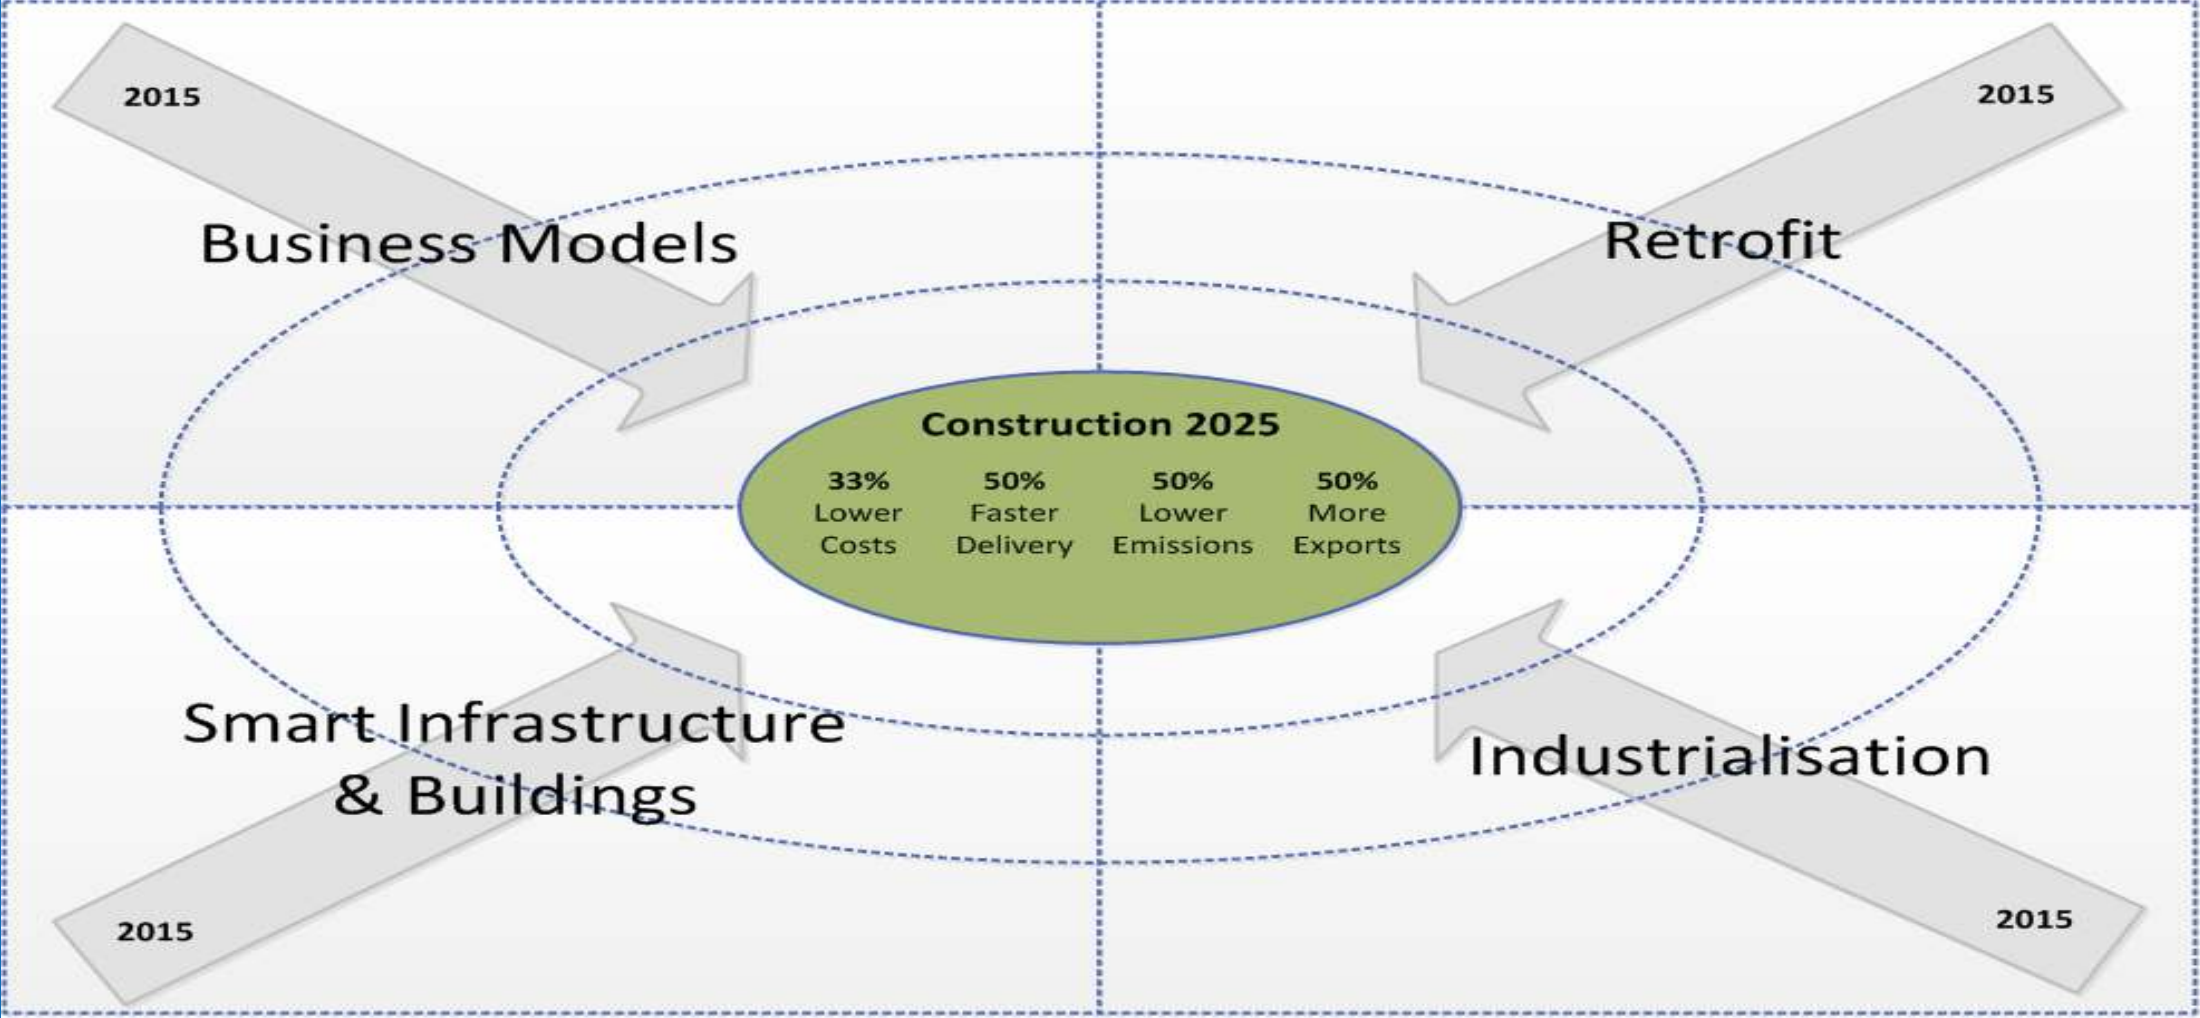 2015
2015
Business Models
Retrofit
Construction 2025
33% 50% 50% 50%
Lower Faster Lower More
Costs Delivery Emissions Exports
Smart Infrastructure
& Buildings
Industrialisation
2015
2015